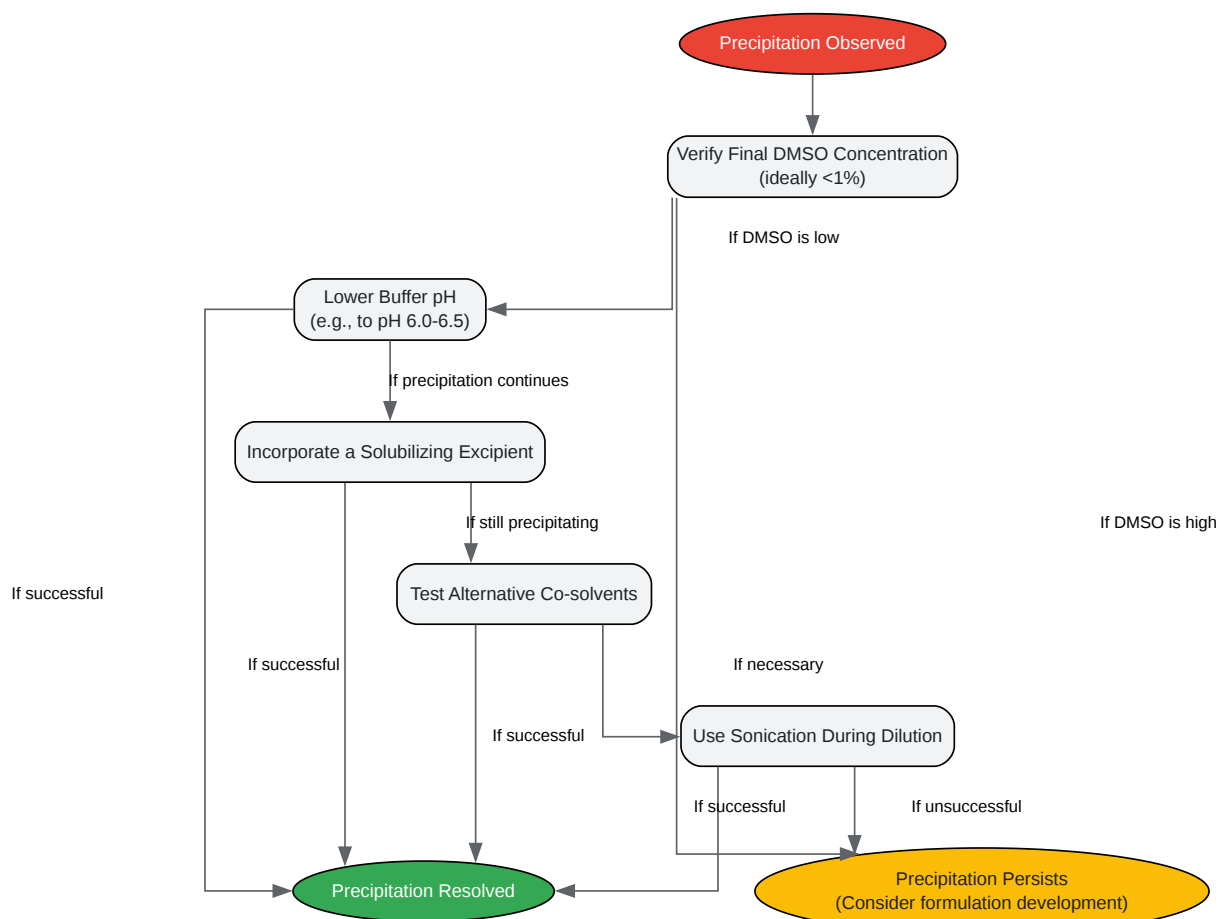 Precipitation Observed
Verify Final DMSO Concentration
(ideally <1%)
If DMSO is low
Lower Buffer pH
(e.g., to pH 6.0-6.5)
If precipitation continues
Incorporate a Solubilizing Excipient
If still precipitating
If DMSO is high
Test Alternative Co-solvents
If successful
If successful
If necessary
If successful
Use Sonication During Dilution
If successful
If unsuccessful
Precipitation Resolved
Precipitation Persists
(Consider formulation development)